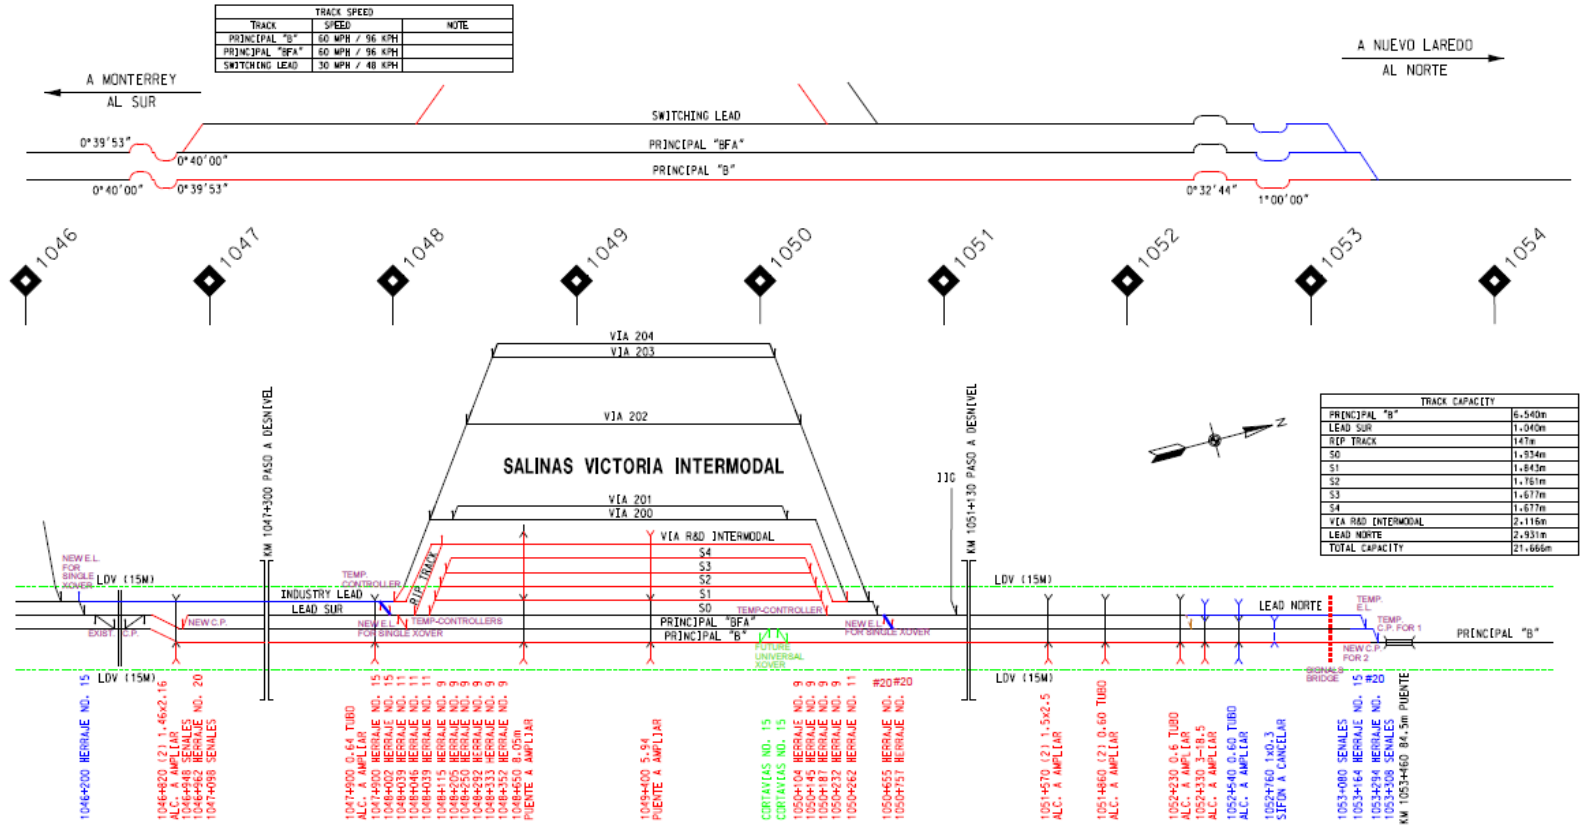 TRACK SPEED
TRACK SPEED NOTE
PRINCIPAL "B" 60 MPH / 96 KPH
PRINCIPAL "BFA" 60 MPH / 96 KPH
SWITCHING LEAD 30 MPH / 48 KPH
A MONTERREY
AL SUR
A NUEVO LAREDO
AL NORTE
SWITCHING LEAD
PRINCIPAL "BFA"
PRINCIPAL "B"
0°39'53"
0°40'00"
0°40'00"
0°39'53"
0°32'44"
1°00'00"
1046
1047
1048
1049
1050
1051
1052
1053
1054
VIA 204
VIA 203
VIA 202
SALINAS VICTORIA INTERMODAL
VIA 201
VIA 200
VIA R&D INTERMODAL
S4
S3
S2
S1
S0
RIP TRACK
KM 1047+300 PASO A DESNIVEL
KM 1051+130 PASO A DESNIVEL
N
TRACK CAPACITY
PRINCIPAL "B" 6.540m
LEAD SUR 1.040m
RIP TRACK 147m
S0 1.934m
S1 1.843m
S2 1.761m
S3 1.677m
S4 1.677m
VIA R&D INTERMODAL 2.116m
LEAD NORTE 2.931m
TOTAL CAPACITY 21.666m
NEW E.L.
FOR
SINGLE
XOVER
LDV (15M)
TEMP.
CONTROLLER
INDUSTRY LEAD
LEAD SUR
NEW C.P.
EXIST. C.P.
NEW E.L.
FOR SINGLE XOVER
TEMP-CONTROLLERS
PRINCIPAL "BFA"
PRINCIPAL "B"
TEMP-CONTROLLER
NEW E.L.
FOR SINGLE XOVER
FUTURE
UNIVERSAL
XOVER
LDV (15M)
LEAD NORTE
TEMP.
E.L.
TEMP.
C.P. FOR 1
NEW C.P.
FOR 2
PRINCIPAL "B"
SIGNALS
BRIDGE
LDV (15M)
LDV (15M)
1046+200 HERRAJE NO. 15
1046+820 (2) 1.46x2.16
ALC. A AMPLIAR
1046+948 SENALES
1046+962 HERRAJE NO. 20
1047+098 SENALES
1047+900 0.64 TUBO
ALC. A AMPLIAR
1047+900 HERRAJE NO. 15
1048+002 HERRAJE NO. 15
1048+039 HERRAJE NO. 11
1048+046 HERRAJE NO. 11
1048+039 HERRAJE NO. 11
1048+115 HERRAJE NO. 9
1048+205 HERRAJE NO. 9
1048+250 HERRAJE NO. 9
1048+292 HERRAJE NO. 9
1048+333 HERRAJE NO. 9
1048+352 HERRAJE NO. 9
1048+650 8.05m
PUENTE A AMPLIAR
1049+400 5.94
PUENTE A AMPLIAR
CORTAVIAS NO. 15
CORTAVIAS NO. 15
1050+104 HERRAJE NO. 9
1050+145 HERRAJE NO. 9
1050+187 HERRAJE NO. 9
1050+232 HERRAJE NO. 9
1050+262 HERRAJE NO. 11
1050+655 HERRAJE NO. #20
1050+757 HERRAJE NO. #20
1051+570 (2) 1.5x2.5
ALC. A AMPLIAR
1051+860 (2) 0.60 TUBO
ALC. A AMPLIAR
1052+230 0.6 TUBO
ALC. A AMPLIAR
1052+330 3-18.5
ALC. A AMPLIAR
1052+540 0.60 TUBO
ALC. A AMPLIAR
1052+760 1x0.3
SIFON A CANCELAR
1053+080 SENALES
1053+164 HERRAJE NO. 15
1053+294 HERRAJE NO. #20
1053+308 SENALES
KM 1053+460 84.5m PUENTE